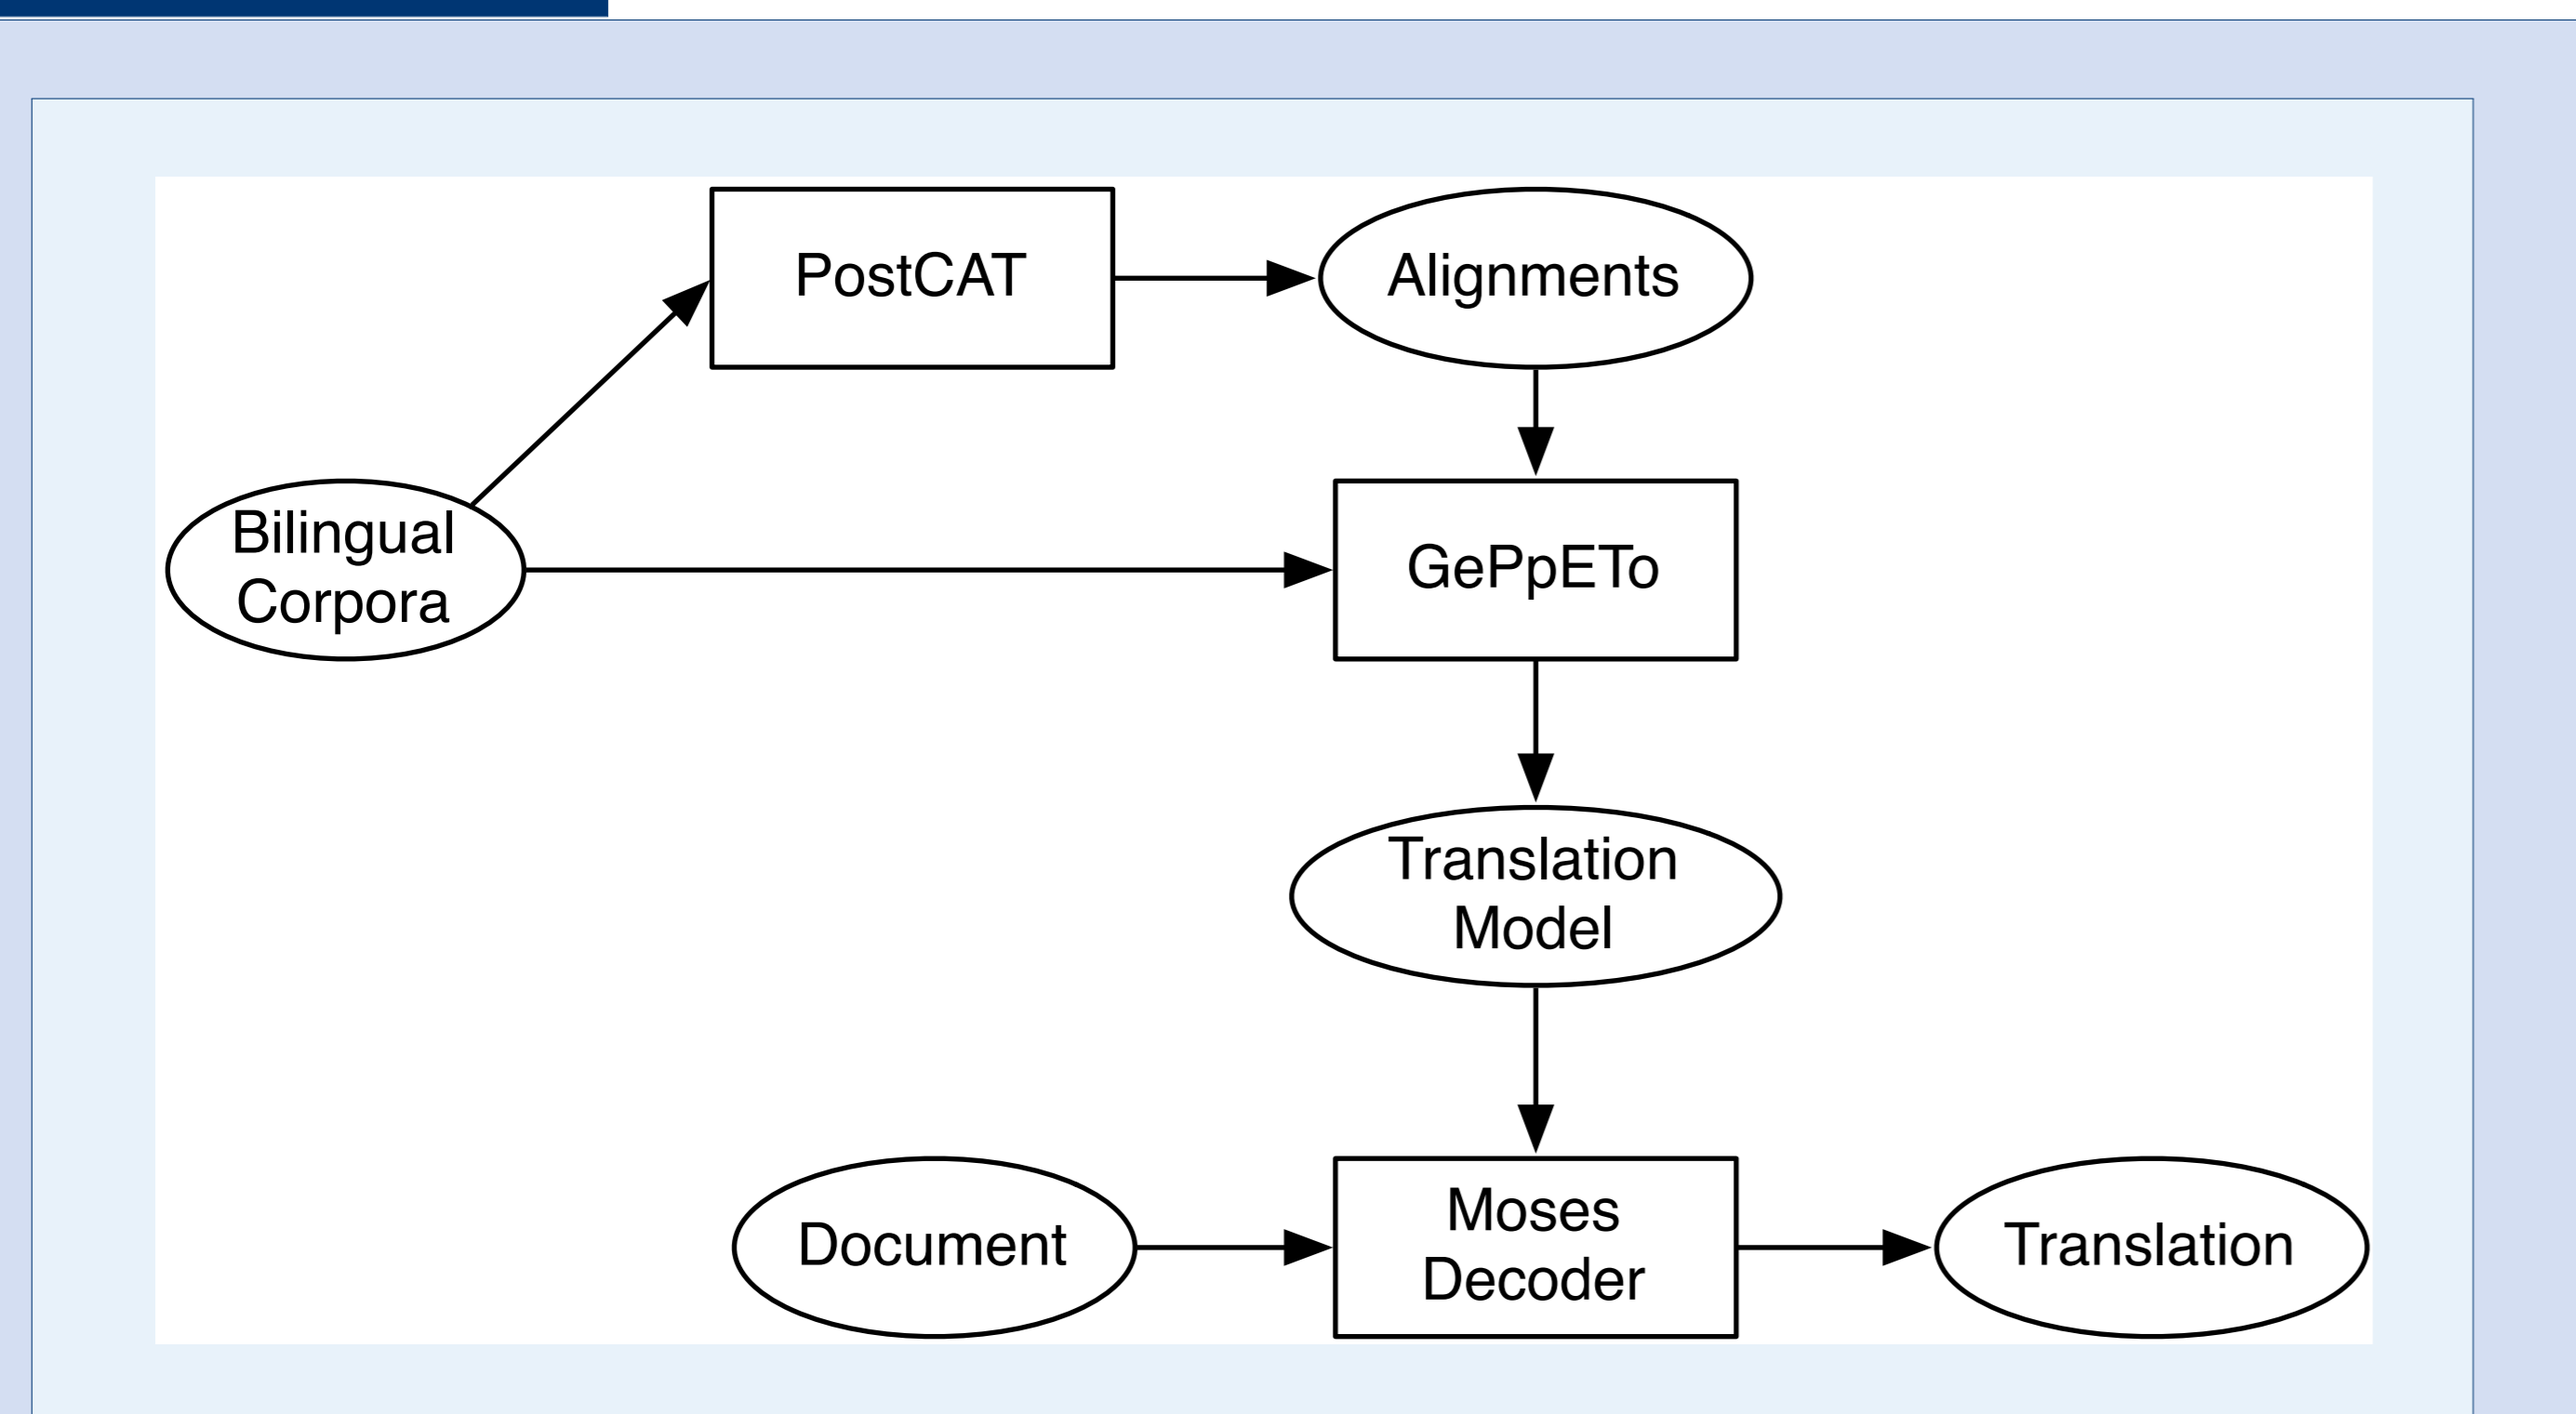 PostCAT
Alignments
Bilingual
Corpora
GePpETo
Translation
Model
Document
Moses
Decoder
Translation